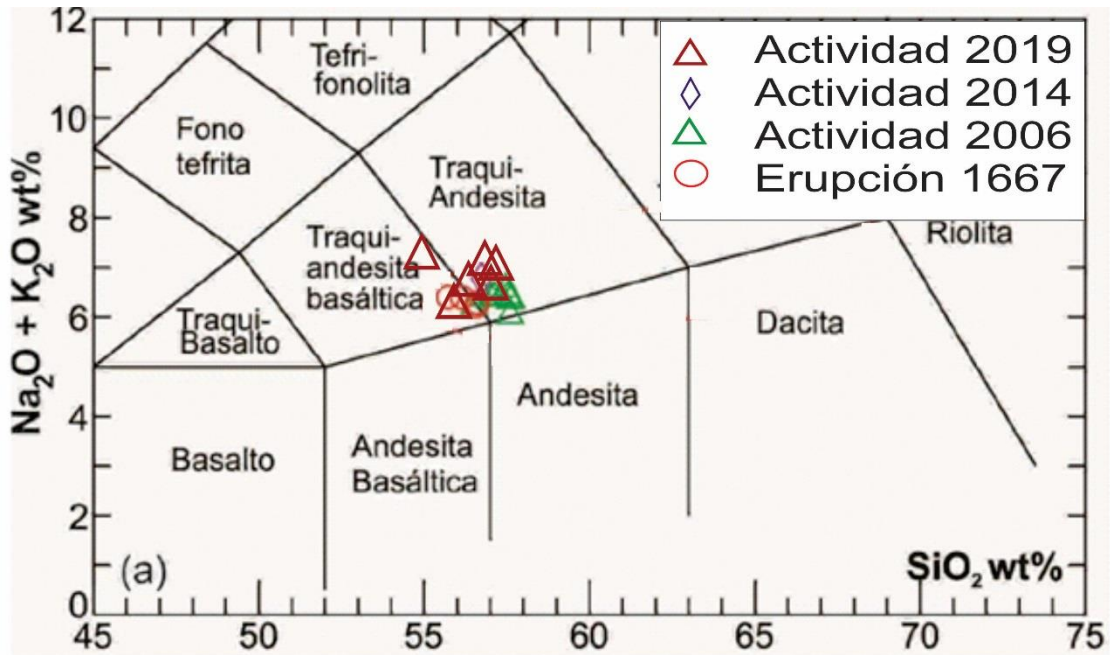 12
10
8
6
4
2
0
Na₂O + K₂O wt%
Tefri-
fonolita
Fono
tefrita
Traqui-
Andesita
Traqui-
andesita
basáltica
Traqui-
Basalto
Basalto
Andesita
Basáltica
Andesita
Dacita
Riolita
Actividad 2019
Actividad 2014
Actividad 2006
Erupción 1667
(a)
SiO₂ wt%
45
50
55
60
65
70
75